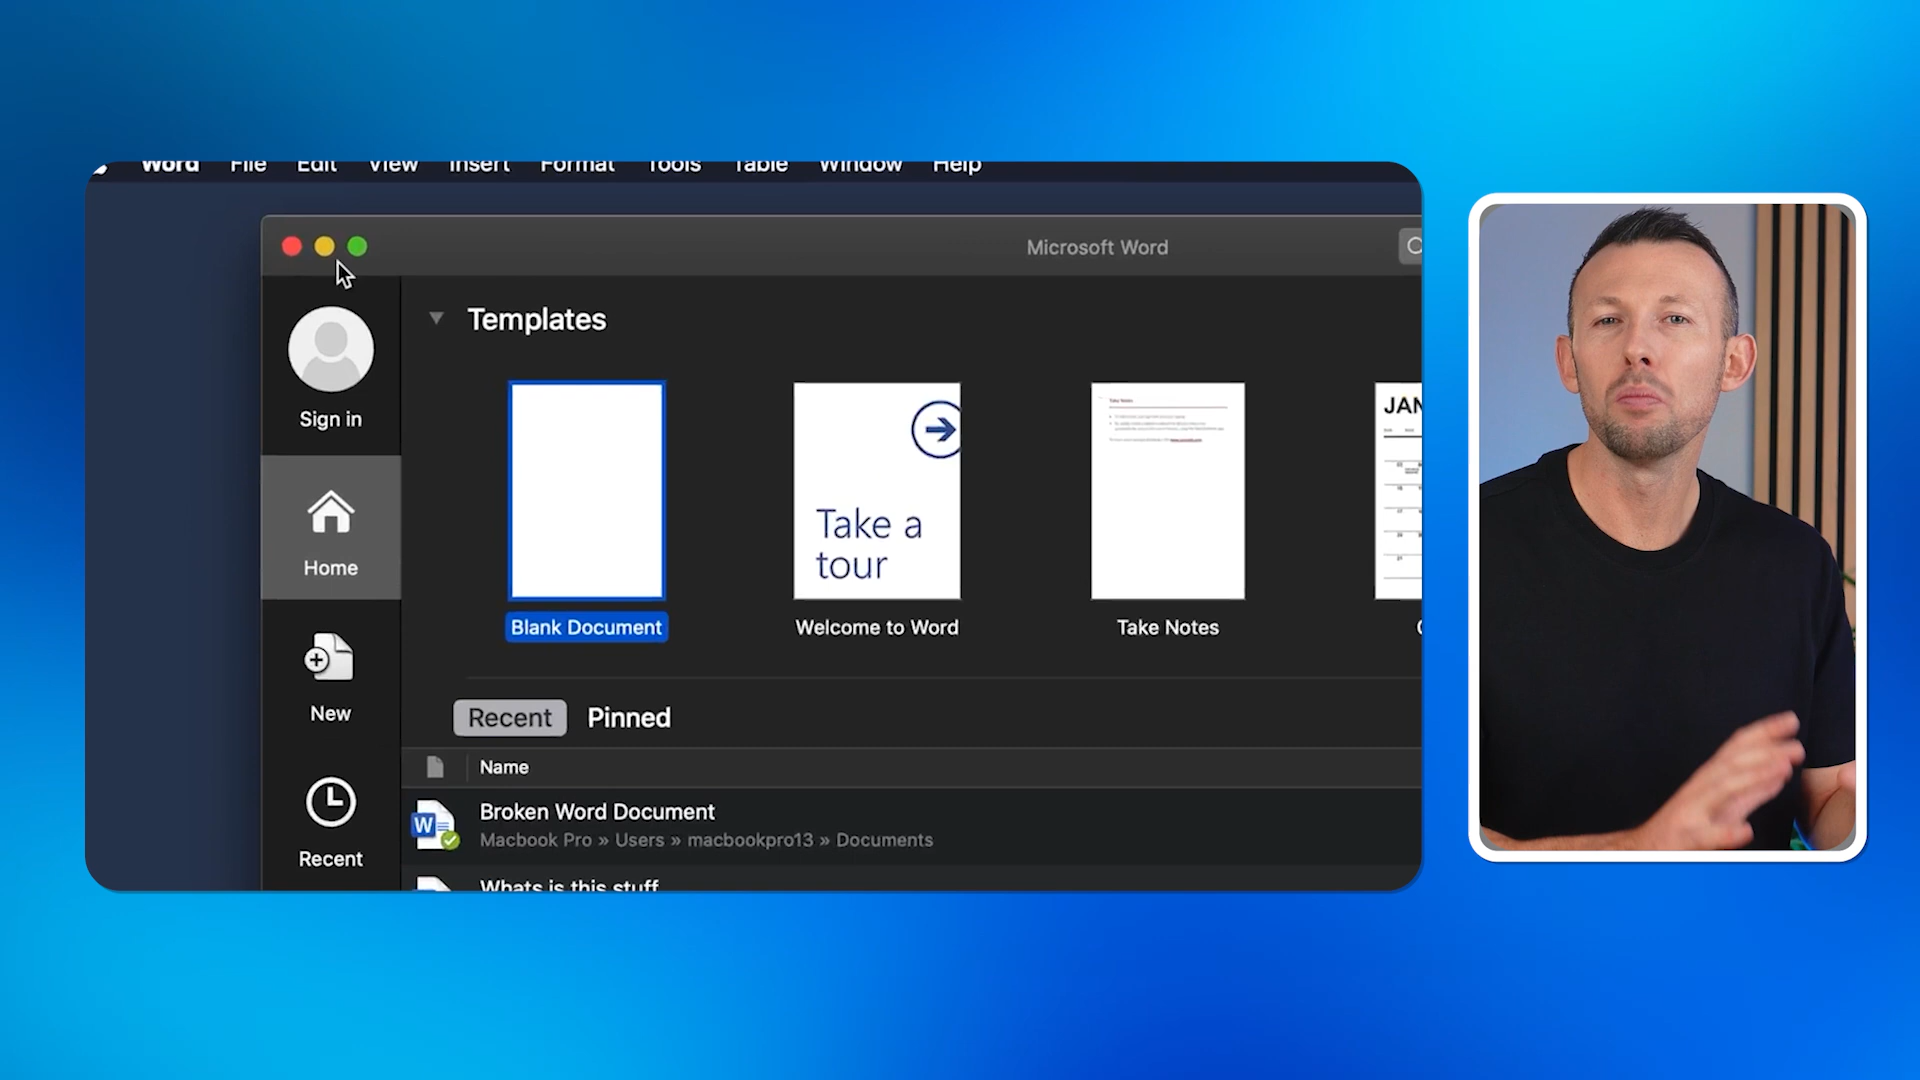 Word File Edit View Insert Format Tools Table Window Help
Microsoft Word
Templates
Sign in
Take a
tour
Take Notes
JAN
Home
Blank Document
Welcome to Word
Take Notes
New
Recent Pinned
Name
W
Broken Word Document
Macbook Pro » Users » macbookpro13 » Documents
Recent
Whats is this stuff